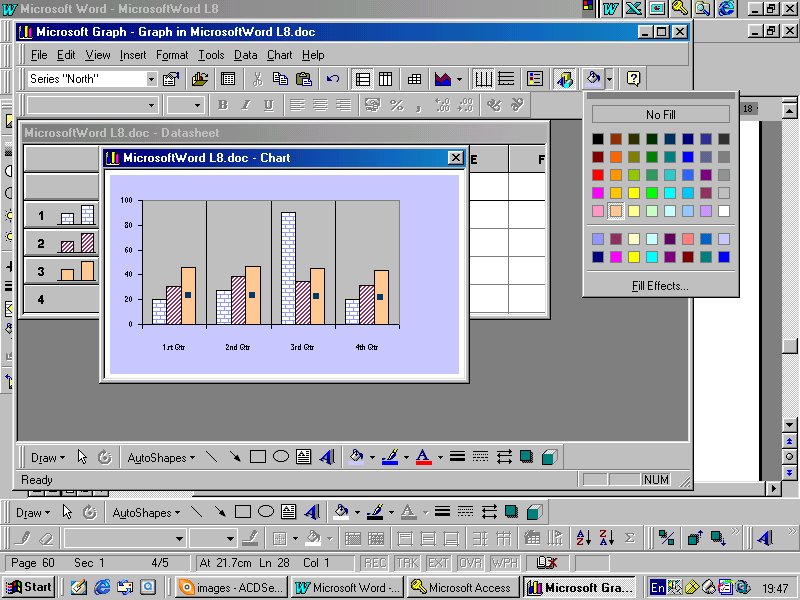 Microsoft Word - MicrosoftWord L8
Microsoft Graph - Graph in MicrosoftWord L8.doc
File Edit View Insert Format Tools Data Chart Help
Series "North"
B I U
%
No Fill
18
MicrosoftWord L8.doc - Datasheet
MicrosoftWord L8.doc - Chart
E F
1
2
3
4
100
80
60
40
20
0
1st Qtr 2nd Qtr 3rd Qtr 4th Qtr
Fill Effects...
Draw AutoShapes
Ready NUM
Draw AutoShapes
Page 60 Sec 1 4/5 At 21.7cm Ln 28 Col 1 REC TRK EXT OVR WPH
Start images - ACDSe... Microsoft Word -... Microsoft Access Microsoft Gra... En 19:47